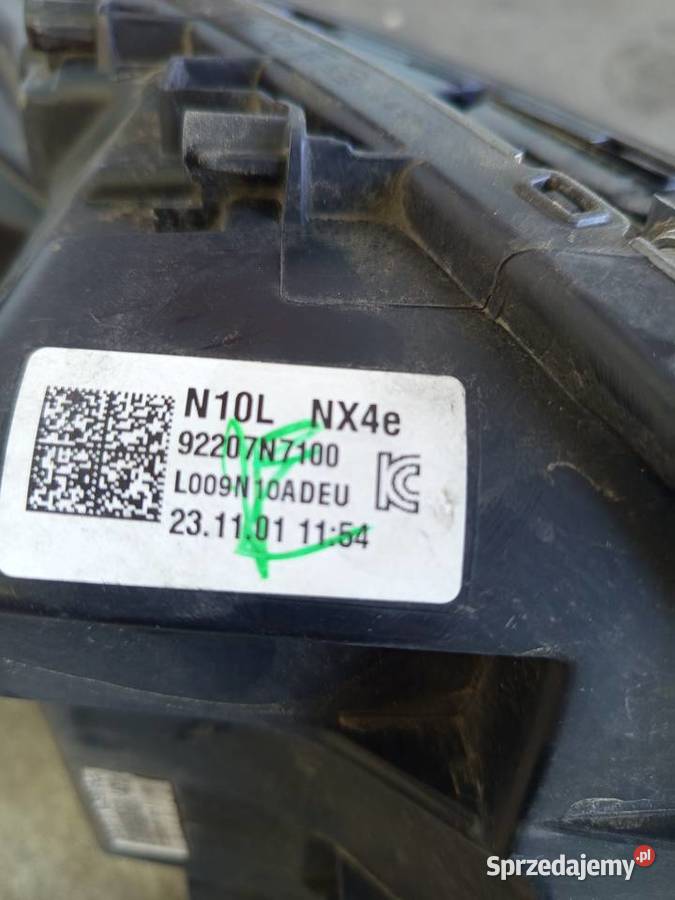 N10L NX4e
92207N7100
L009N10ADEU
23.11.01 11:54
Sprzedajemy.pl